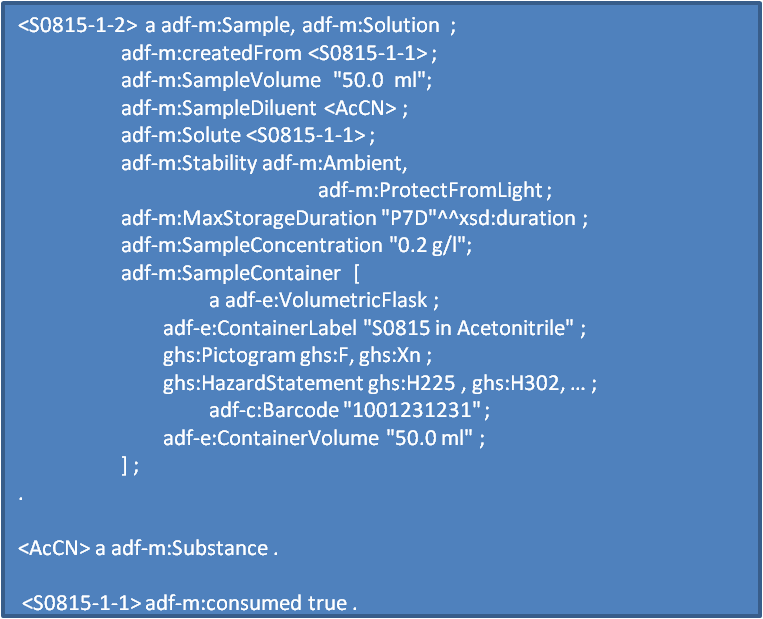 <S0815-1-2> a adf-m:Sample, adf-m:Solution ;
adf-m:createdFrom <S0815-1-1> ;
adf-m:SampleVolume "50.0 ml";
adf-m:SampleDiluent <AcCN> ;
adf-m:Solute <S0815-1-1> ;
adf-m:Stability adf-m:Ambient,
adf-m:ProtectFromLight ;
adf-m:MaxStorageDuration "P7D"^^xsd:duration ;
adf-m:SampleConcentration "0.2 g/l";
adf-m:SampleContainer [
a adf-e:VolumetricFlask ;
adf-e:ContainerLabel "S0815 in Acetonitrile" ;
ghs:Pictogram ghs:F, ghs:Xn ;
ghs:HazardStatement ghs:H225 , ghs:H302, … ;
adf-c:Barcode "1001231231" ;
adf-e:ContainerVolume "50.0 ml" ;
] ;
.
<AcCN> a adf-m:Substance .
<S0815-1-1> adf-m:consumed true .